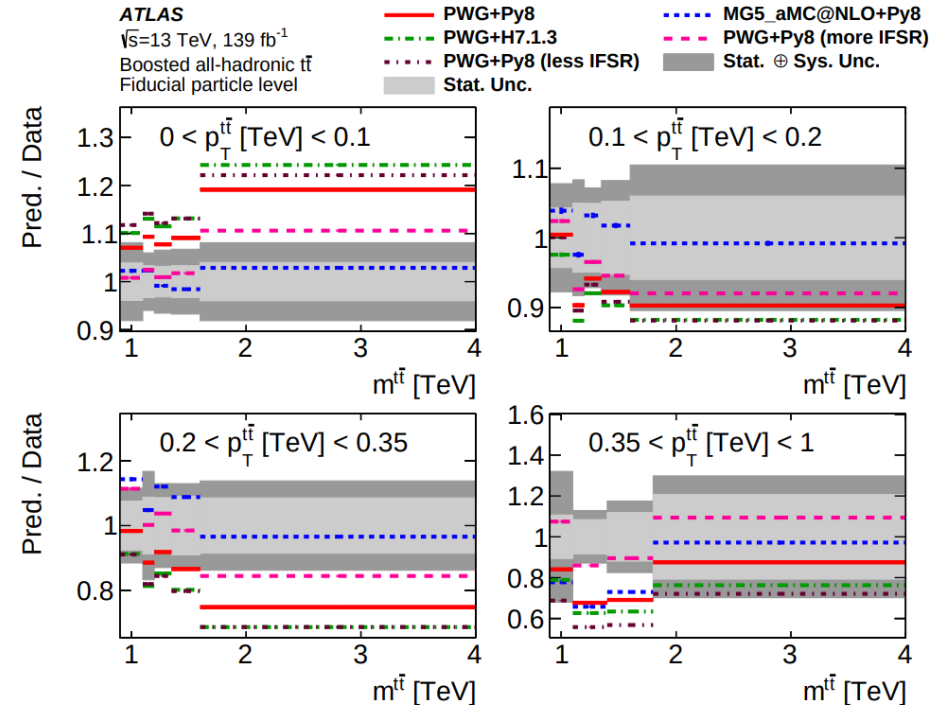 ATLAS
√s=13 TeV, 139 fb⁻¹
Boosted all-hadronic tt̄
Fiducial particle level
PWG+Py8
PWG+H7.1.3
PWG+Py8 (less IFSR)
Stat. Unc.
MG5_aMC@NLO+Py8
PWG+Py8 (more IFSR)
Stat. ⊕ Sys. Unc.
Pred. / Data
0 < p_T^{tt̄} [TeV] < 0.1
1.3
1.2
1.1
1
0.9
1 2 3 4
m^{tt̄} [TeV]
0.1 < p_T^{tt̄} [TeV] < 0.2
1.1
1
0.9
1 2 3 4
m^{tt̄} [TeV]
Pred. / Data
0.2 < p_T^{tt̄} [TeV] < 0.35
1.2
1
0.8
1 2 3 4
m^{tt̄} [TeV]
0.35 < p_T^{tt̄} [TeV] < 1
1.6
1.4
1.2
1
0.8
0.6
1 2 3 4
m^{tt̄} [TeV]